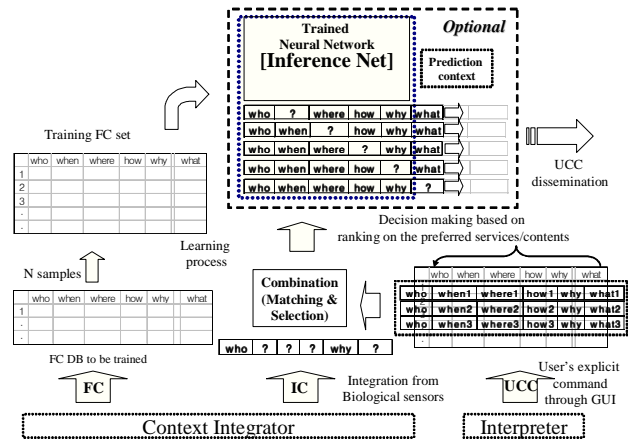 Trained
Neural Network
[Inference Net]
Optional
Prediction
context
who ? where how why what
who when ? how why what
who when where ? why what
who when where how ? what
who when where how why ?
Training FC set
who when where how why what
1
2
3
.
.
UCC
dissemination
Learning
process
Decision making based on
ranking on the preferred services/contents
N samples
who when where how why what
1
.
.
FC DB to be trained
Combination
(Matching &
Selection)
who when where how why what
who when1 where1 how1 why what1
who when2 where2 how2 why what2
who when3 where3 how3 why what3
.
who ? ? ? why ?
FC
IC
Integration from
Biological sensors
UCC
User's explicit
command
through GUI
Context Integrator
Interpreter